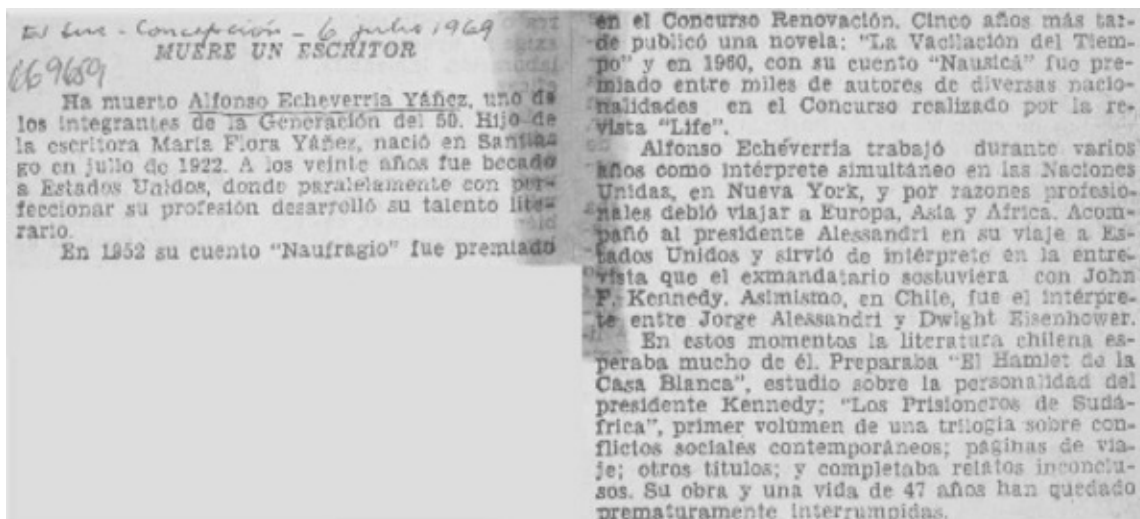 El Sur - Concepción - 6 julio 1969
MUERE UN ESCRITOR
669689
Ha muerto Alfonso Echeverría Yáñez, uno de
los integrantes de la Generación del 50. Hijo de
la escritora María Flora Yáñez, nació en Santia-
go en julio de 1922. A los veinte años fue becado
a Estados Unidos, donde paralelamente con per-
feccionar su profesión desarrolló su talento lite-
rario.
En 1952 su cuento "Naufragio" fue premiado
en el Concurso Renovación. Cinco años más tar-
de publicó una novela: "La Vacilación del Tiem-
po" y en 1960, con su cuento "Nausicá" fue pre-
miado entre miles de autores de diversas nacio-
nalidades en el Concurso realizado por la re-
vista "Life".
Alfonso Echeverría trabajó durante varios
años como intérprete simultáneo en las Naciones
Unidas, en Nueva York, y por razones profesio-
nales debió viajar a Europa, Asia y Africa. Acom-
pañó al presidente Alessandri en su viaje a Es-
tados Unidos y sirvió de intérprete en la entre-
vista que el exmandatario sostuviera con John
F. Kennedy. Asimismo, en Chile, fue el intérpre-
te entre Jorge Alessandri y Dwight Eisenhower.
En estos momentos la literatura chilena es-
peraba mucho de él. Preparaba "El Hamlet de la
Casa Blanca", estudio sobre la personalidad del
presidente Kennedy; "Los Prisioneros de Sudá-
frica", primer volumen de una trilogía sobre con-
flictos sociales contemporáneos; páginas de via-
je; otros títulos; y completaba relatos inconclu-
sos. Su obra y una vida de 47 años han quedado
prematuramente interrumpidas.